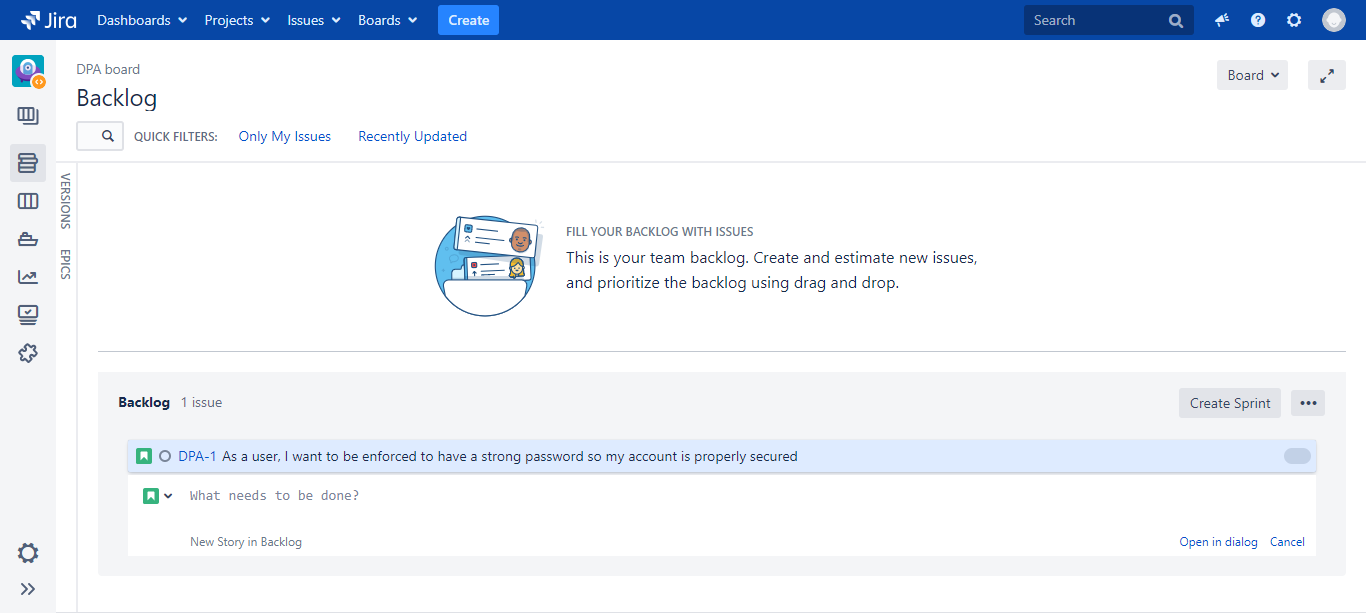 Jira Dashboards Projects Issues Boards Create Search
DPA board
Backlog
Board
QUICK FILTERS: Only My Issues Recently Updated
VERSIONS
EPICS
FILL YOUR BACKLOG WITH ISSUES
This is your team backlog. Create and estimate new issues,
and prioritize the backlog using drag and drop.
Backlog 1 issue Create Sprint
DPA-1 As a user, I want to be enforced to have a strong password so my account is properly secured
What needs to be done?
New Story in Backlog Open in dialog Cancel